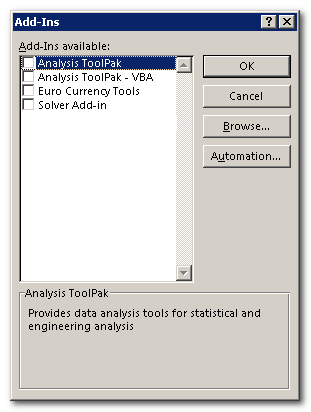 Add-Ins
Add-Ins available:
Analysis ToolPak
Analysis ToolPak - VBA
Euro Currency Tools
Solver Add-in
OK
Cancel
Browse...
Automation...
Analysis ToolPak
Provides data analysis tools for statistical and
engineering analysis